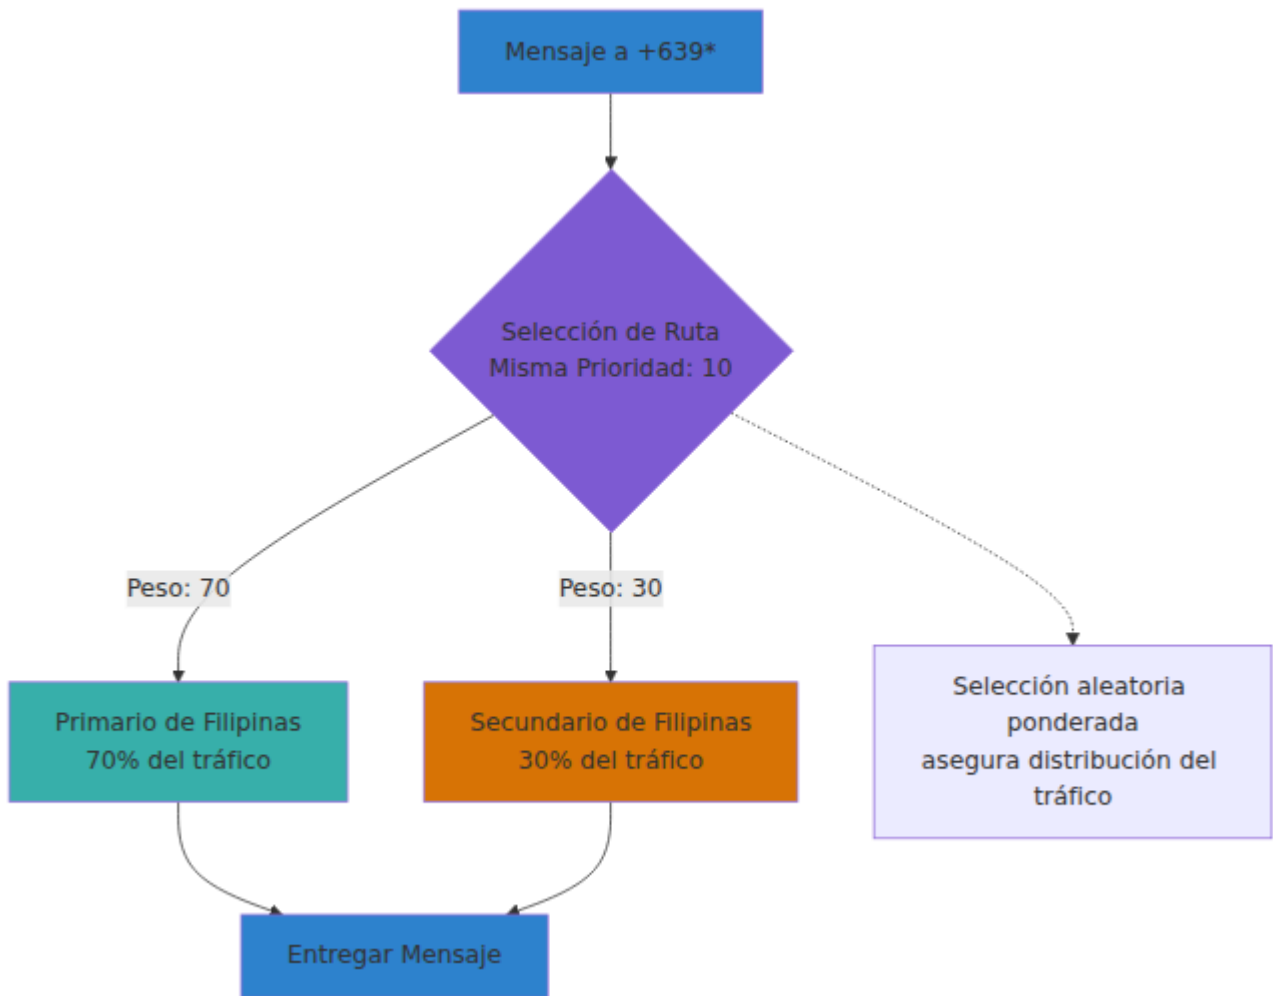 Mensaje a +639*
Selección de Ruta
Misma Prioridad: 10
Peso: 70
Peso: 30
Primario de Filipinas
70% del tráfico
Secundario de Filipinas
30% del tráfico
Selección aleatoria
ponderada
asegura distribución del
tráfico
Entregar Mensaje